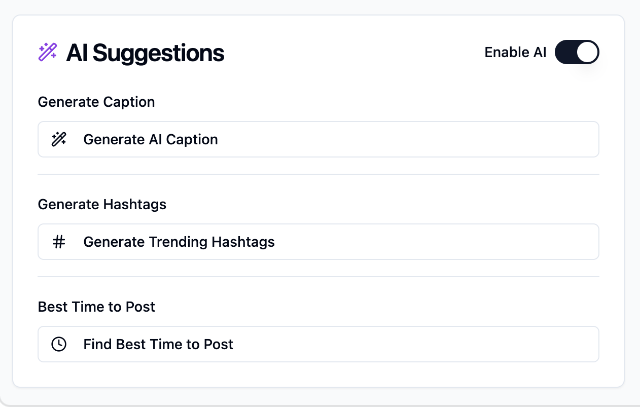 AI Suggestions
Enable AI
Generate Caption
Generate AI Caption
Generate Hashtags
# Generate Trending Hashtags
Best Time to Post
Find Best Time to Post